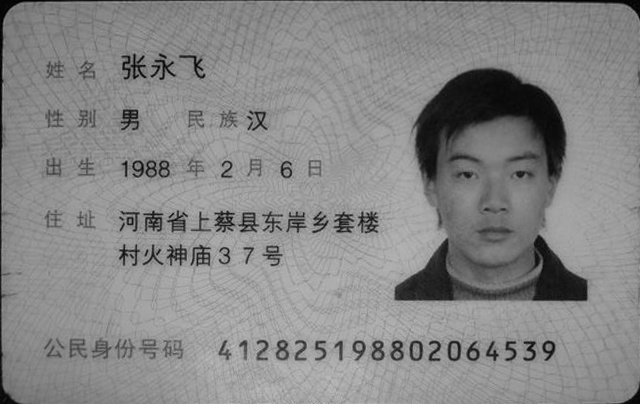 姓名 张永飞
性别 男 民族 汉
出生 1988 年 2 月 6 日
住址 河南省上蔡县东岸乡套楼
村火神庙37号
公民身份号码 412825198802064539